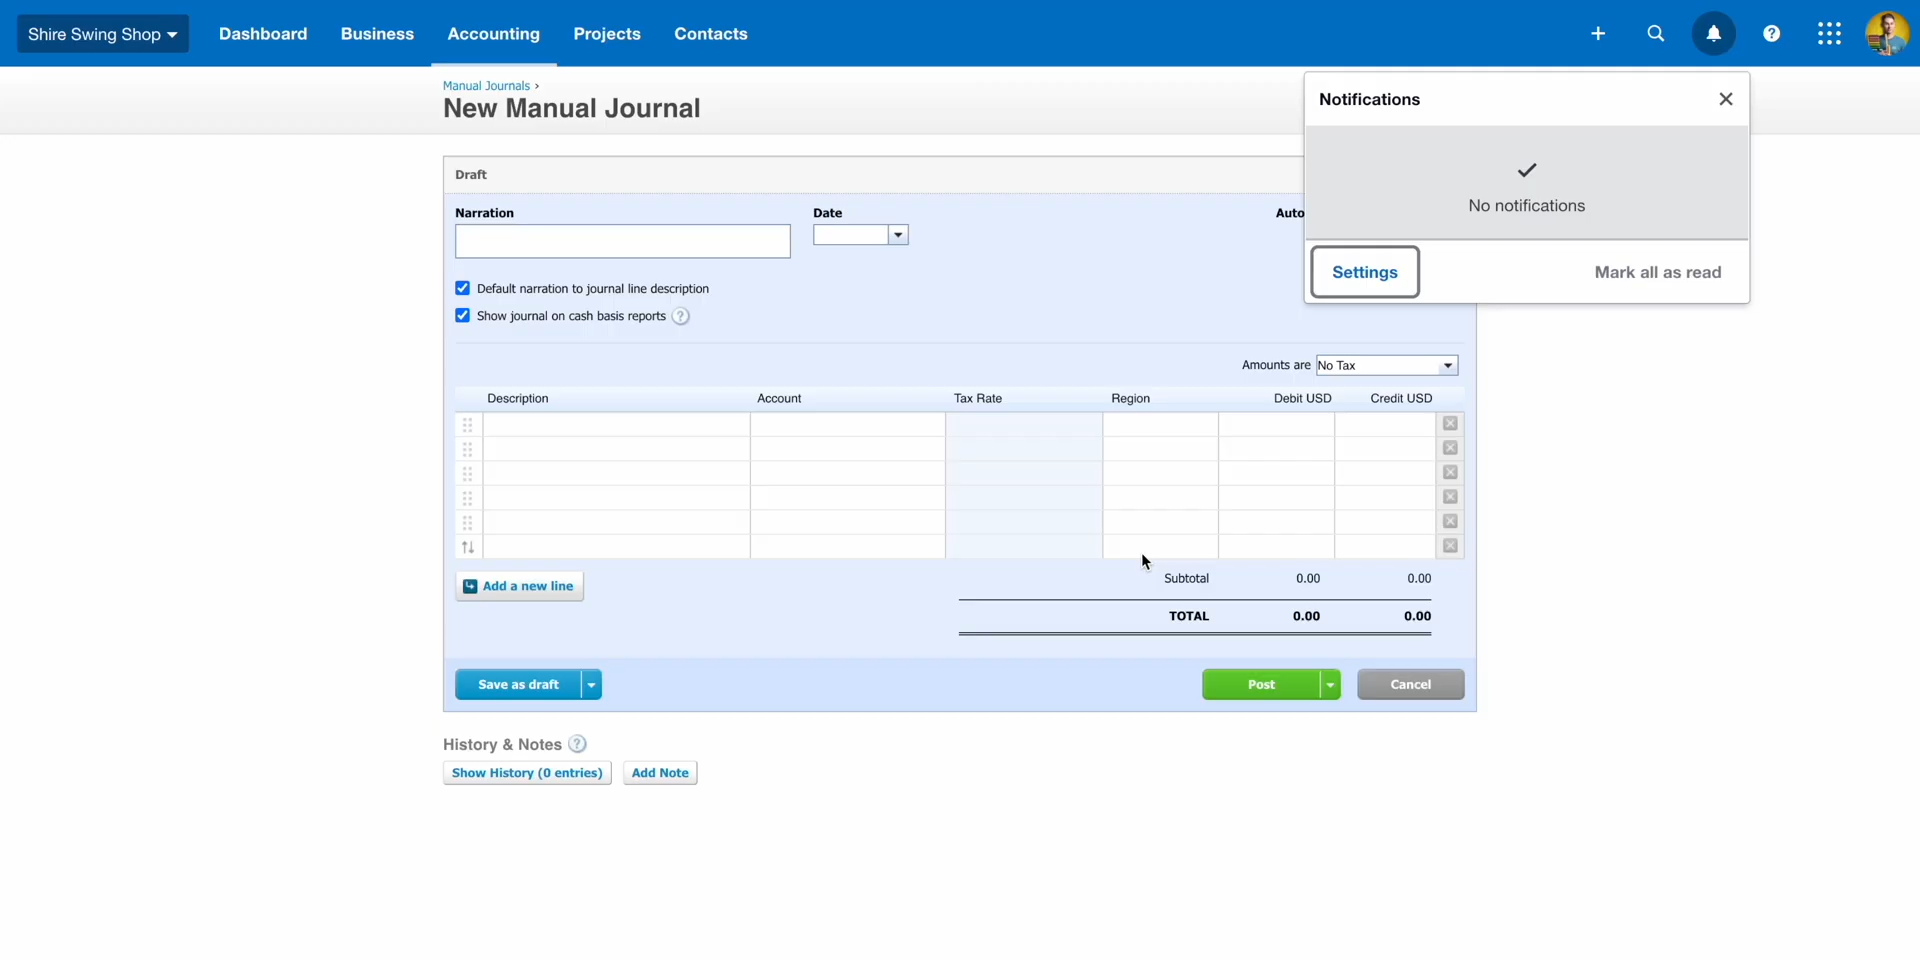 Shire Swing Shop
Dashboard
Business
Accounting
Projects
Contacts
Manual Journals ›
New Manual Journal
Notifications
No notifications
Settings
Mark all as read
Draft
Narration
Date
Auto
Default narration to journal line description
Show journal on cash basis reports ?
Amounts are No Tax
Description Account Tax Rate Region Debit USD Credit USD
Add a new line
Subtotal 0.00 0.00
TOTAL 0.00 0.00
Save as draft
Post
Cancel
History & Notes ?
Show History (0 entries)
Add Note